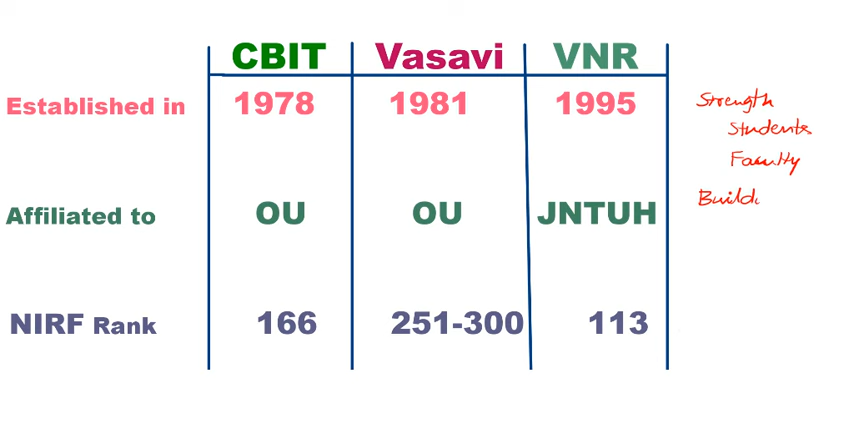 CBIT Vasavi VNR
Established in 1978 1981 1995
Affiliated to OU OU JNTUH
NIRF Rank 166 251-300 113
Strength
Students
Faculty